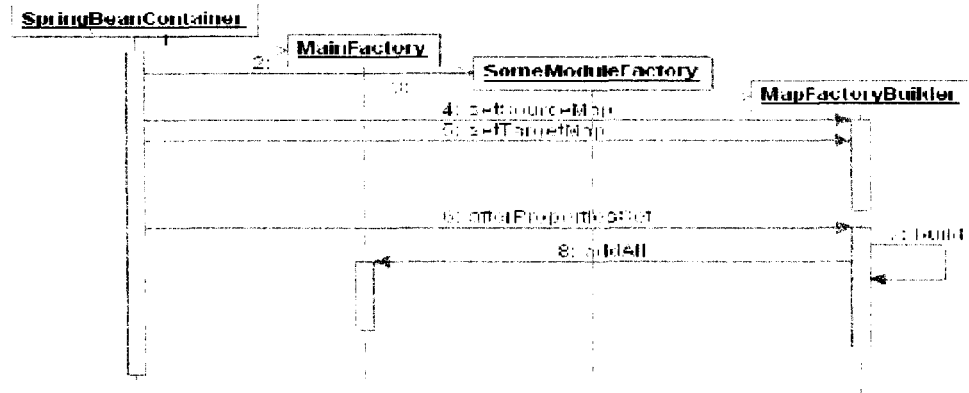 SpringBeanContainer
MainFactory
2:
SomeModuleFactory
3:
MapFactoryBuilder
4: setSourceMap
5: setTargetMap
6: afterPropertiesSet
7: build
8: addAll